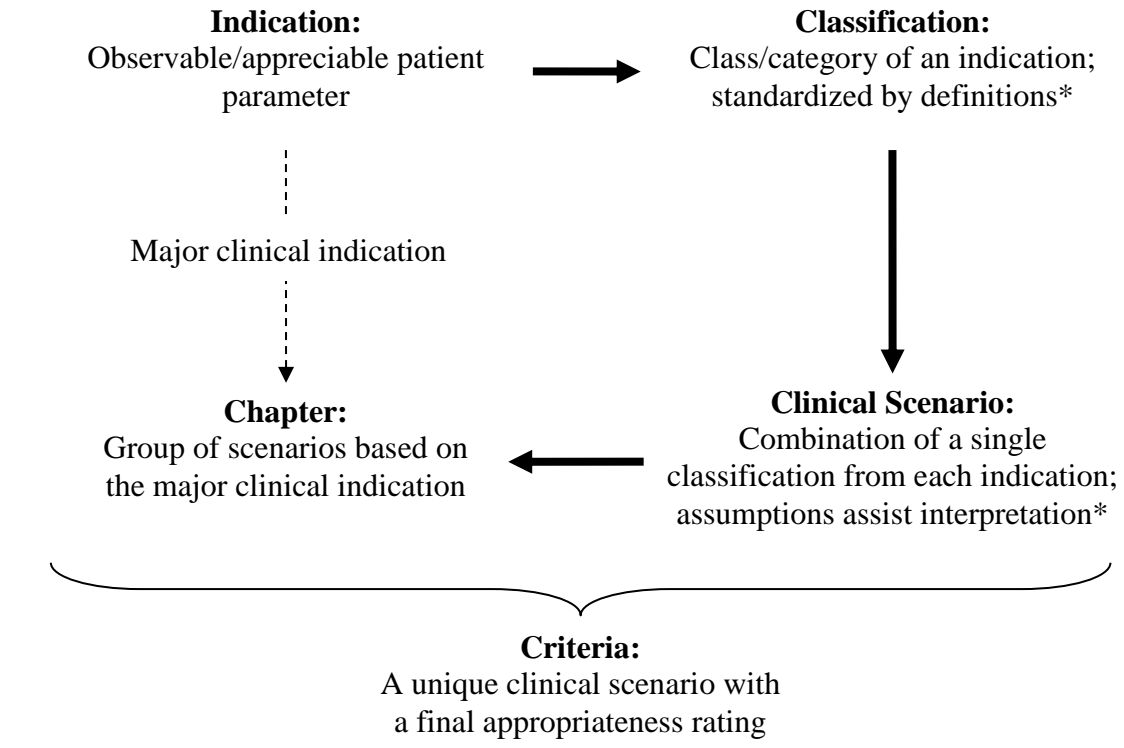 Indication:
Observable/appreciable patient
parameter
Classification:
Class/category of an indication;
standardized by definitions*
Major clinical indication
Chapter:
Group of scenarios based on
the major clinical indication
Clinical Scenario:
Combination of a single
classification from each indication;
assumptions assist interpretation*
Criteria:
A unique clinical scenario with
a final appropriateness rating